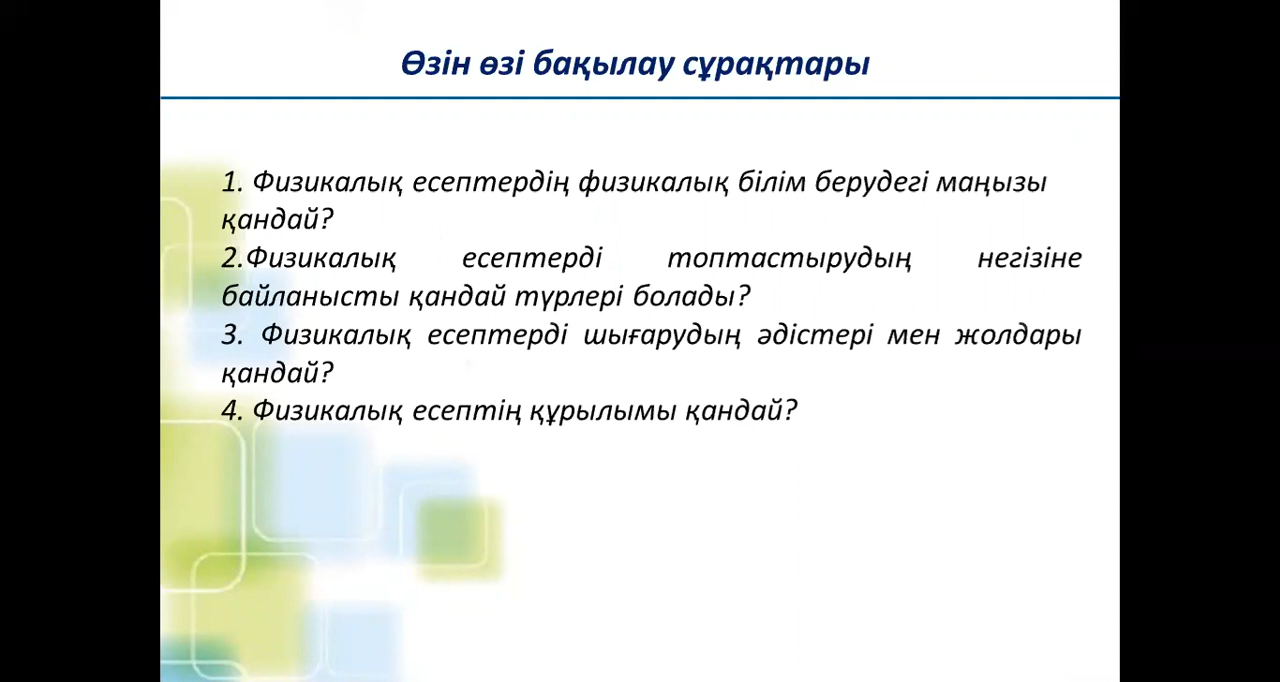 Өзін өзі бақылау сұрақтары
1. Физикалық есептердің физикалық білім берудегі маңызы
қандай?
2.Физикалық есептерді топтастырудың негізіне
байланысты қандай түрлері болады?
3. Физикалық есептерді шығарудың әдістері мен жолдары
қандай?
4. Физикалық есептің құрылымы қандай?